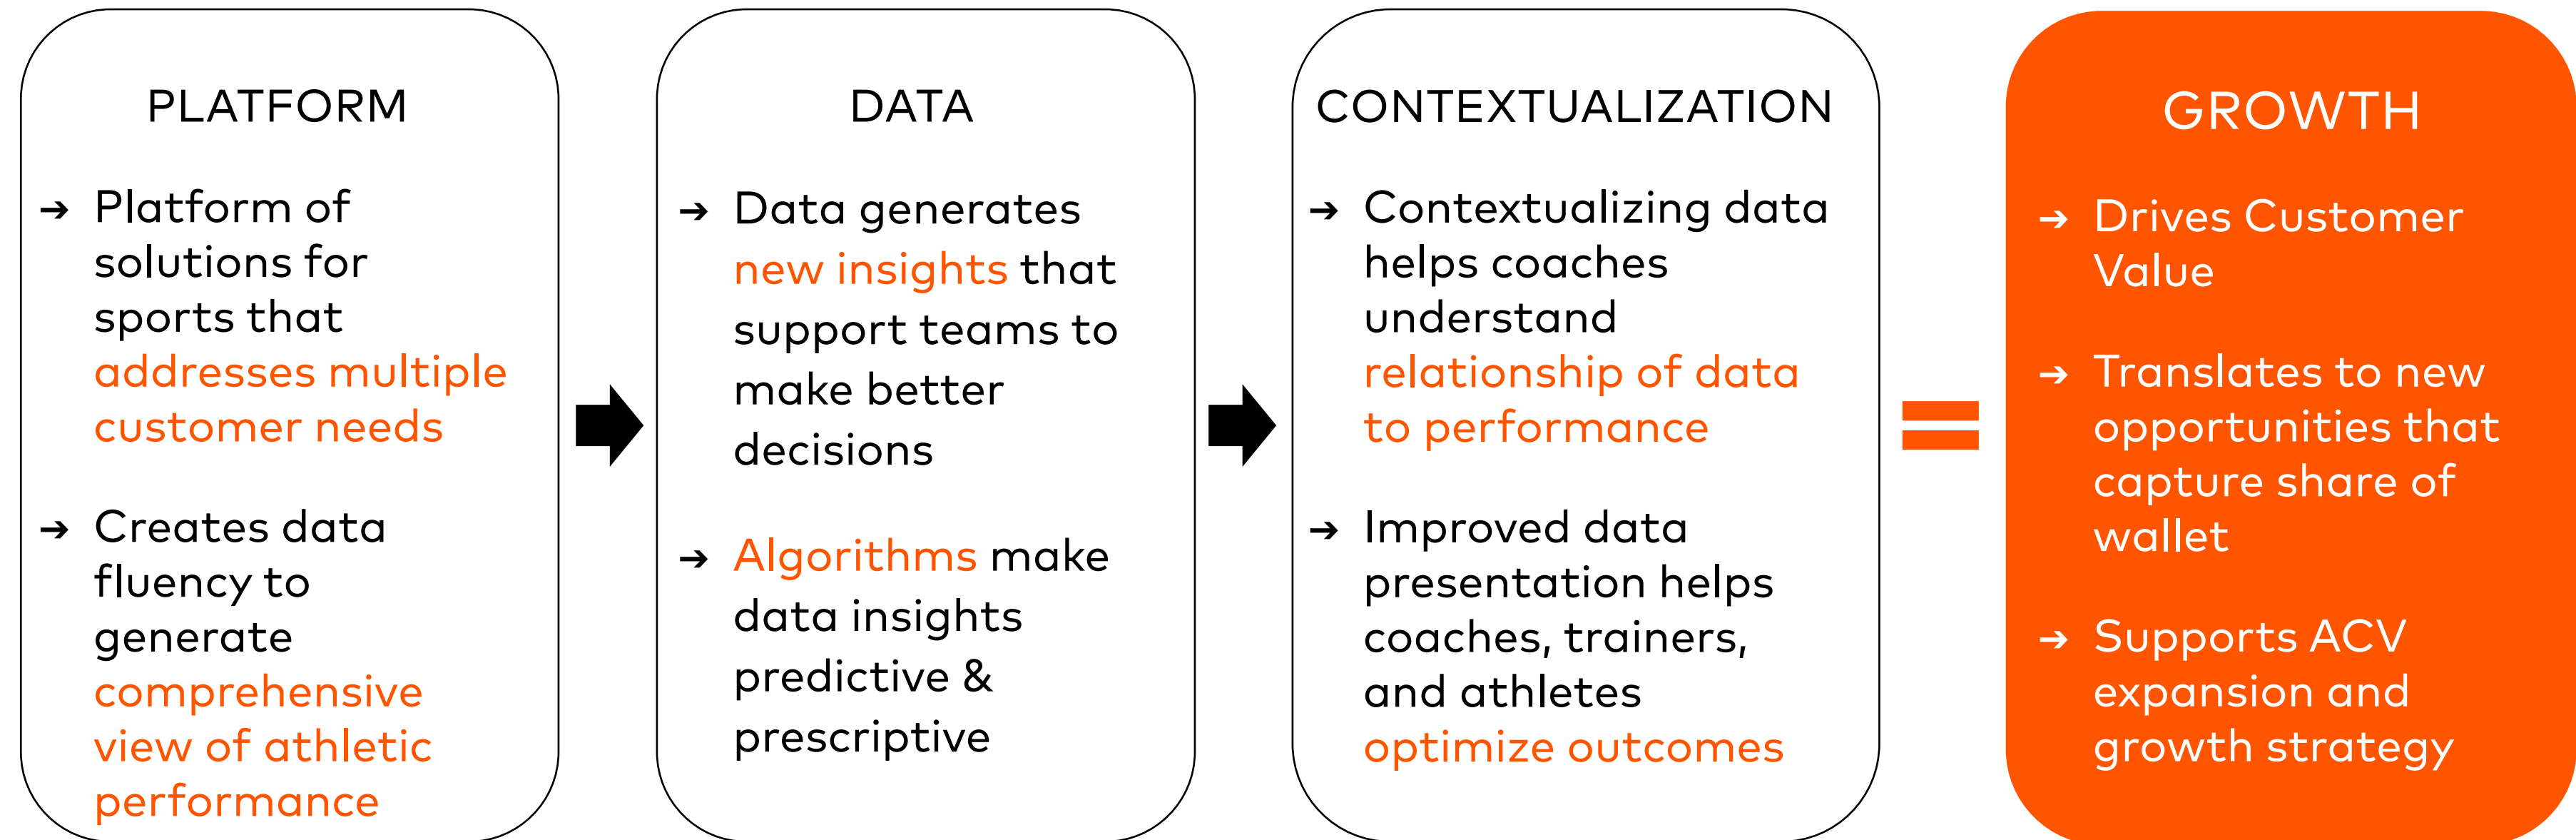 PLATFORM
➔ Platform of
solutions for
sports that
addresses multiple
customer needs
➔ Creates data
fluency to
generate
comprehensive
view of athletic
performance
DATA
➔ Data generates
new insights that
support teams to
make better
decisions
➔ Algorithms make
data insights
predictive &
prescriptive
CONTEXTUALIZATION
➔ Contextualizing data
helps coaches
understand
relationship of data
to performance
➔ Improved data
presentation helps
coaches, trainers,
and athletes
optimize outcomes
=
GROWTH
➔ Drives Customer
Value
➔ Translates to new
opportunities that
capture share of
wallet
➔ Supports ACV
expansion and
growth strategy